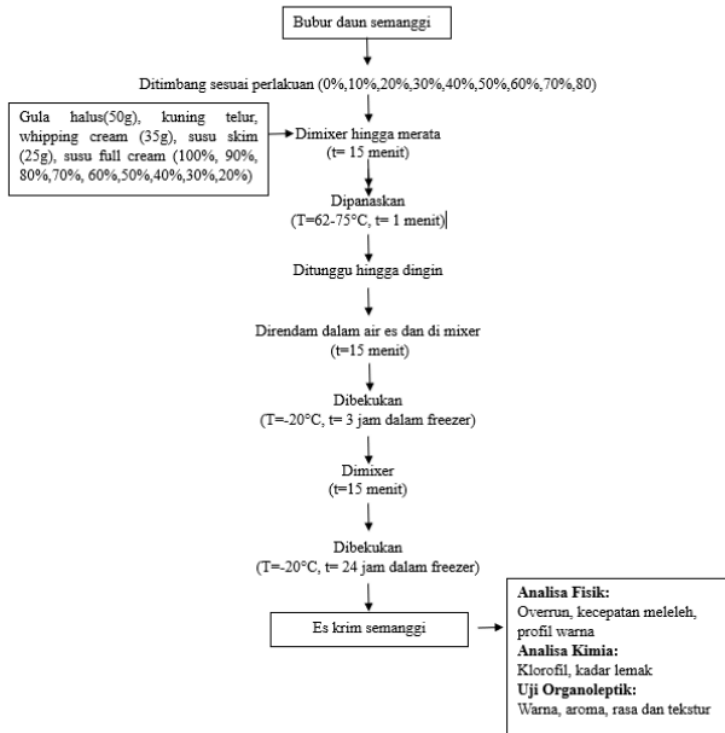 Bubur daun semanggi
Ditimbang sesuai perlakuan (0%,10%,20%,30%,40%,50%,60%,70%,80)
Gula halus(50g), kuning telur,
whipping cream (35g), susu skim
(25g), susu full cream (100%, 90%,
80%,70%, 60%,50%,40%,30%,20%)
Dimixer hingga merata
(t= 15 menit)
Dipanaskan
(T=62-75°C, t= 1 menit)
Ditunggu hingga dingin
Direndam dalam air es dan di mixer
(t=15 menit)
Dibekukan
(T=-20°C, t= 3 jam dalam freezer)
Dimixer
(t=15 menit)
Dibekukan
(T=-20°C, t= 24 jam dalam freezer)
Es krim semanggi
Analisa Fisik:
Overrun, kecepatan meleleh,
profil warna
Analisa Kimia:
Klorofil, kadar lemak
Uji Organoleptik:
Warna, aroma, rasa dan tekstur